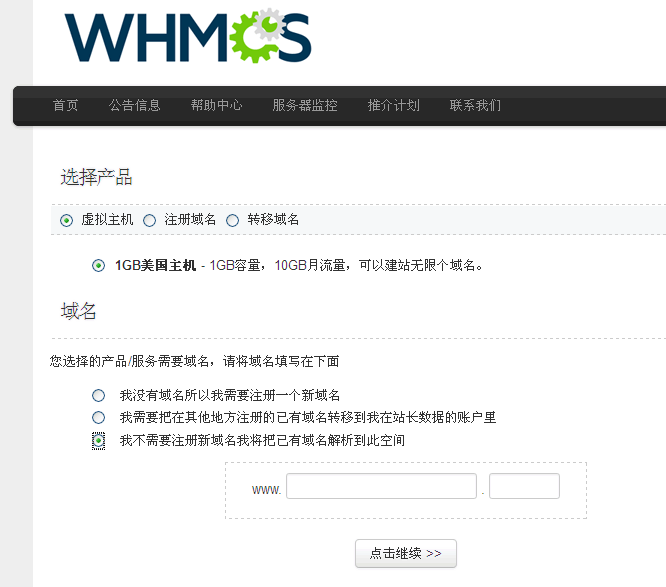 WHMCS
首页 公告信息 帮助中心 服务器监控 推介计划 联系我们
选择产品
虚拟主机 注册域名 转移域名
1GB美国主机 - 1GB容量，10GB月流量，可以建站无限个域名。
域名
您选择的产品/服务需要域名，请将域名填写在下面
我没有域名所以我需要注册一个新域名
我需要把在其他地方注册的已有域名转移到我在站长数据的账户里
我不需要注册新域名我将把已有域名解析到此空间
www. .
点击继续 >>